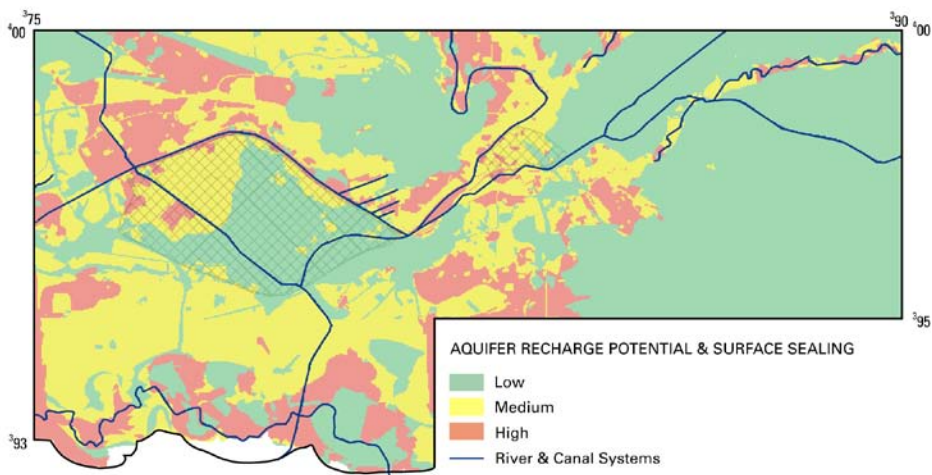 ³75
³90
⁴00
⁴00
³95
³93
AQUIFER RECHARGE POTENTIAL & SURFACE SEALING
Low
Medium
High
River & Canal Systems